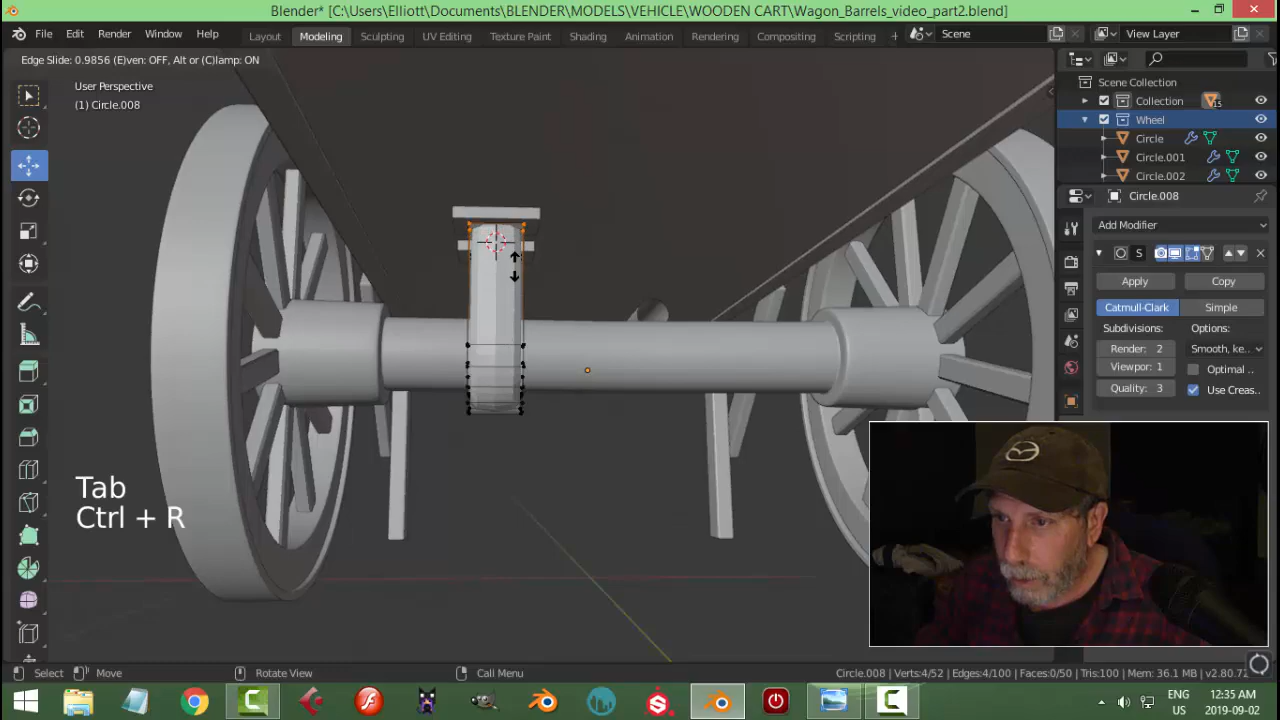 Blender* [C:\Users\Elliott\Documents\BLENDER\MODELS\VEHICLE\WOODEN CART\Wagon_Barrels_video_part2.blend]
File Edit Render Window Help Layout Modeling Sculpting UV Editing Texture Paint Shading Animation Rendering Compositing Scripting + Scene View Layer
Edge Slide: 0.9856 (E)ven: OFF, Alt or (C)lamp: ON
User Perspective
(1) Circle.008
Scene Collection
Collection 15
Wheel
Circle
Circle.001
Circle.002
Circle.008
Add Modifier
S
Apply Copy
Catmull-Clark Simple
Subdivisions: Options:
Render: 2 Smooth, ke..
Viewport: 1 Optimal ..
Quality: 3 Use Creas..
Tab
Ctrl + R
Select Move Rotate View Call Menu Circle.008 | Verts:4/52 | Edges:4/100 | Faces:0/50 | Tris:100 | Mem: 36.1 MB | v2.80.72
ENG 12:35 AM
US 2019-09-02